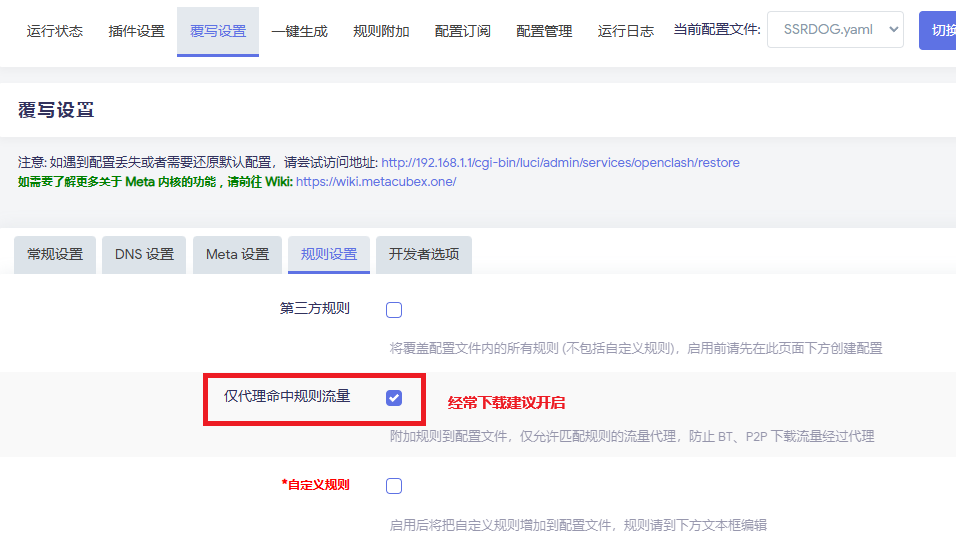 运行状态 插件设置 覆写设置 一键生成 规则附加 配置订阅 配置管理 运行日志 当前配置文件: SSRDOG.yaml 切换
覆写设置
注意: 如遇到配置丢失或者需要还原默认配置，请尝试访问地址: http://192.168.1.1/cgi-bin/luci/admin/services/openclash/restore
如需要了解更多关于 Meta 内核的功能，请前往 Wiki: https://wiki.metacubex.one/
常规设置 DNS 设置 Meta 设置 规则设置 开发者选项
第三方规则
将覆盖配置文件内的所有规则 (不包括自定义规则)，启用前请先在此页面下方创建配置
仅代理命中规则流量 经常下载建议开启
附加规则到配置文件，仅允许匹配规则的流量代理，防止 BT、P2P 下载流量经过代理
*自定义规则
启用后将把自定义规则增加到配置文件，规则请到下方文本框编辑